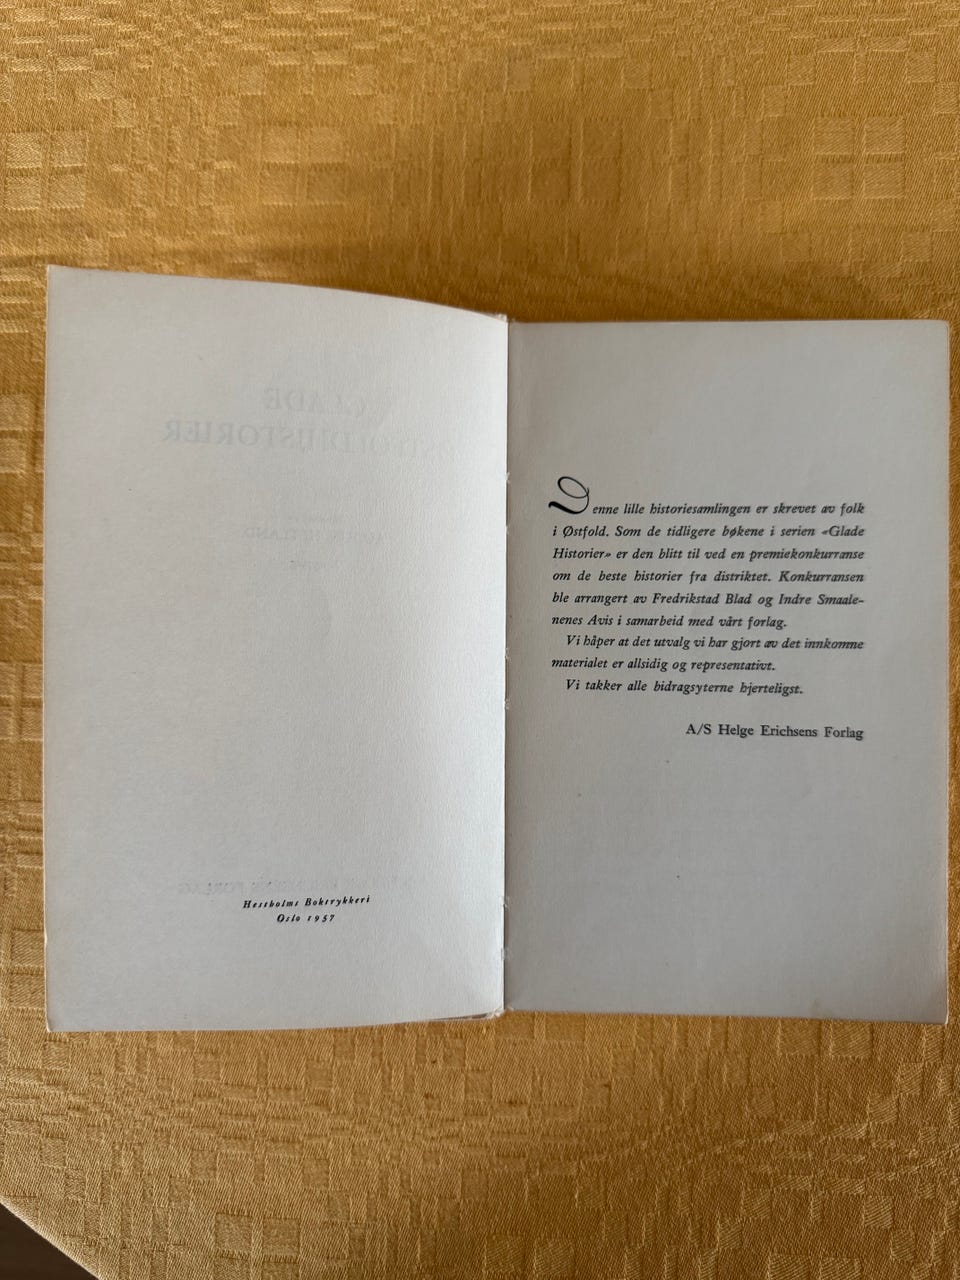 GLADE
ØSTFOLDHISTORIER
Hestholms Boktrykkeri
Oslo 1957
Denne lille historiesamlingen er skrevet av folk
i Østfold. Som de tidligere bøkene i serien «Glade
Historier» er den blitt til ved en premiekonkurranse
om de beste historier fra distriktet. Konkurransen
ble arrangert av Fredrikstad Blad og Indre Smaale-
nenes Avis i samarbeid med vårt forlag.
Vi håper at det utvalg vi har gjort av det innkomne
materialet er allsidig og representativt.
Vi takker alle bidragsyterne hjerteligst.
A/S Helge Erichsens Forlag